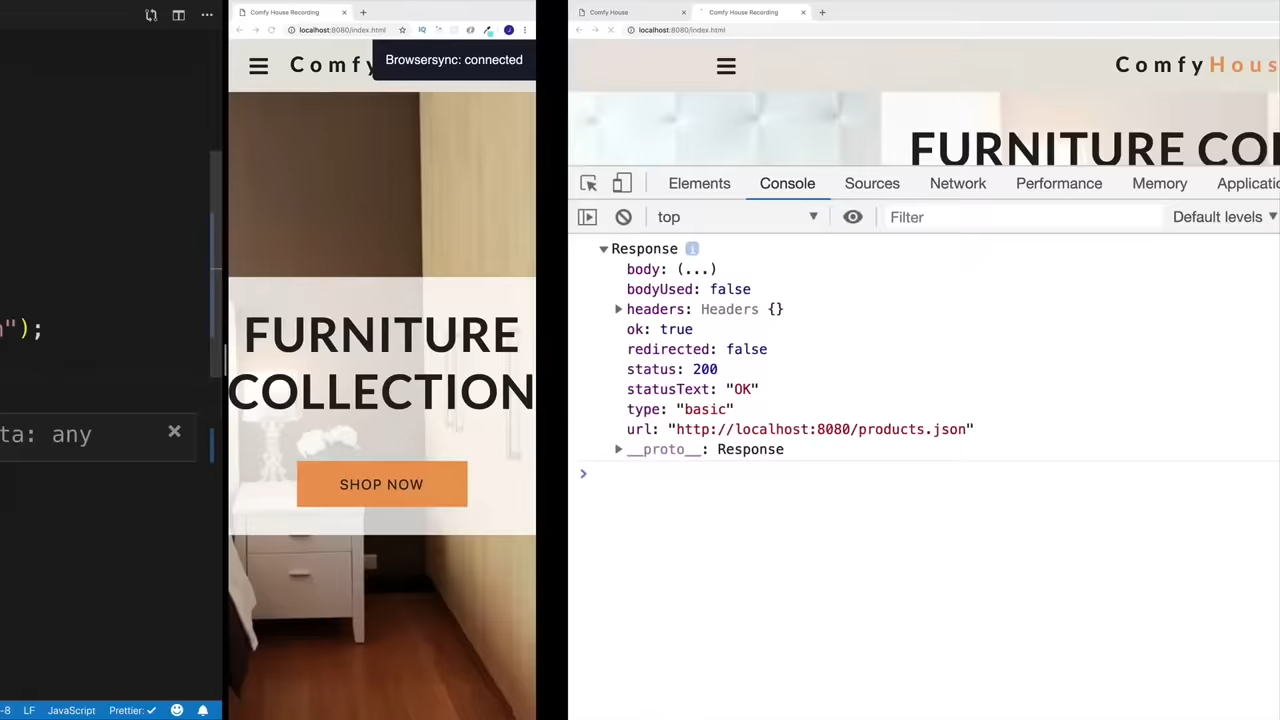 ");
ta: any
-8 LF JavaScript Prettier:
Comfy House Recording
localhost:8080/index.html
Comfy
Browsersync: connected
FURNITURE
COLLECTION
SHOP NOW
Comfy House
Comfy House Recording
localhost:8080/index.html
ComfyHous
FURNITURE CO
Elements Console Sources Network Performance Memory Applicatio
top Filter Default levels
Response i
body: (...)
bodyUsed: false
headers: Headers {}
ok: true
redirected: false
status: 200
statusText: "OK"
type: "basic"
url: "http://localhost:8080/products.json"
__proto__: Response